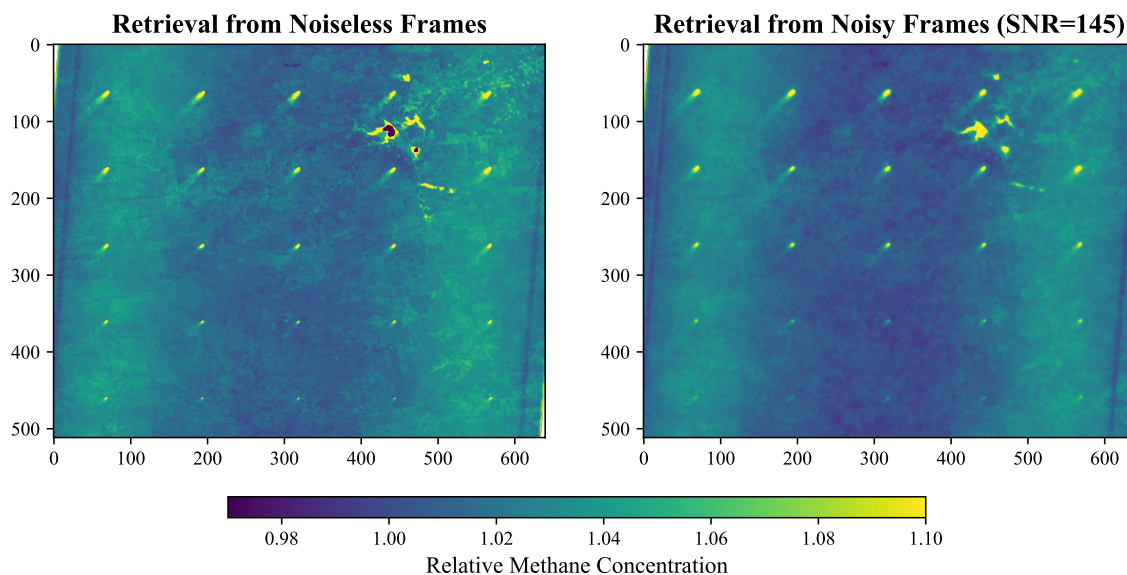 Retrieval from Noiseless Frames
Retrieval from Noisy Frames (SNR=145)
0
100
200
300
400
500
0 100 200 300 400 500 600
0
100
200
300
400
500
0 100 200 300 400 500 600
0.98 1.00 1.02 1.04 1.06 1.08 1.10
Relative Methane Concentration